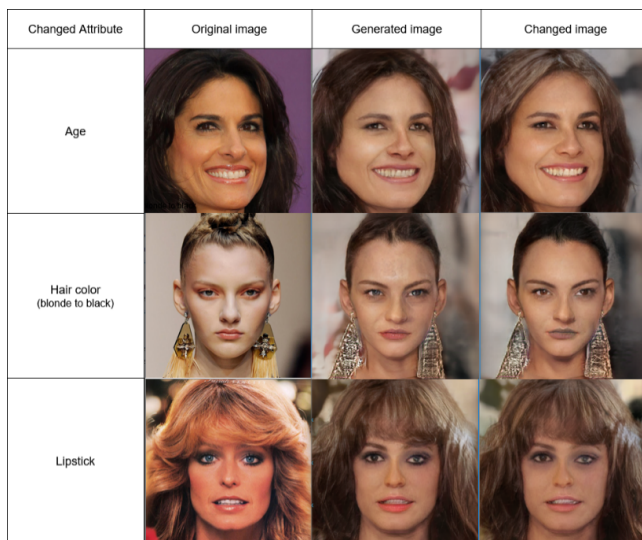 Changed Attribute Original image Generated image Changed image
Age
Hair color
(blonde to black)
Lipstick